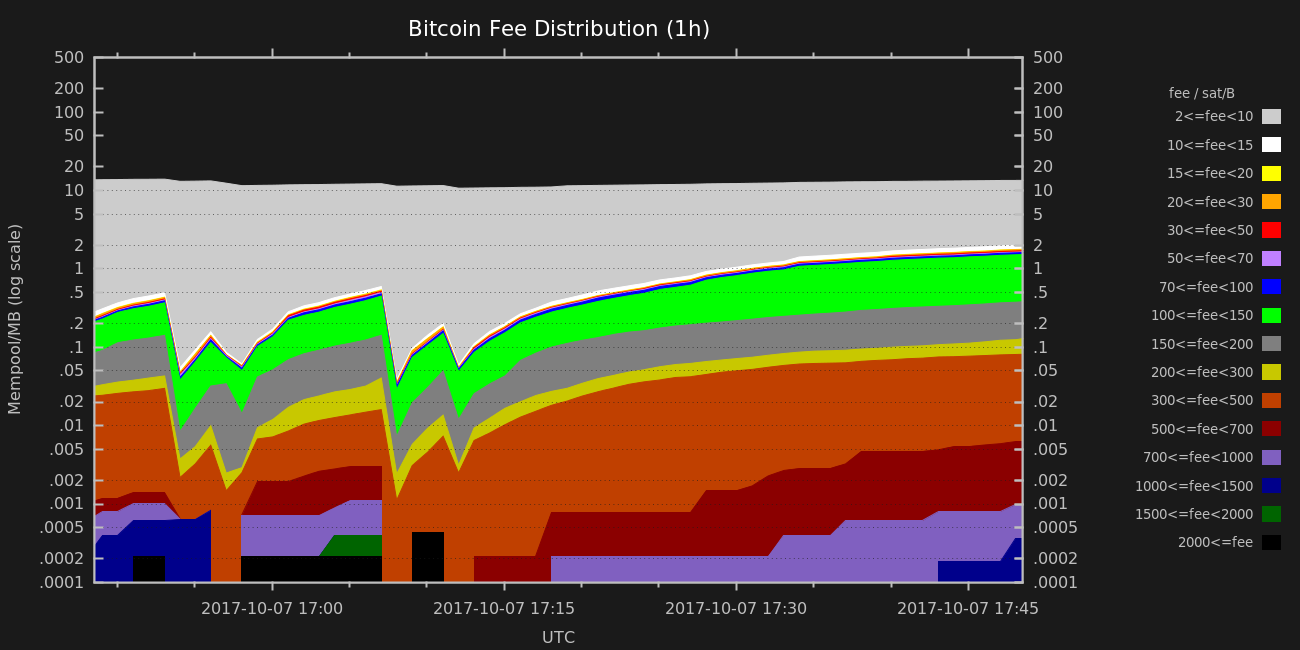 Bitcoin Fee Distribution (1h)
500 500
200 200
100 100
50 50
20 20
10 10
5 5
2 2
1 1
.5 .5
.2 .2
.1 .1
.05 .05
.02 .02
.01 .01
.005 .005
.002 .002
.001 .001
.0005 .0005
.0002 .0002
.0001 .0001
Mempool/MB (log scale)
2017-10-07 17:00 2017-10-07 17:15 2017-10-07 17:30 2017-10-07 17:45
UTC
fee / sat/B
2<=fee<10
10<=fee<15
15<=fee<20
20<=fee<30
30<=fee<50
50<=fee<70
70<=fee<100
100<=fee<150
150<=fee<200
200<=fee<300
300<=fee<500
500<=fee<700
700<=fee<1000
1000<=fee<1500
1500<=fee<2000
2000<=fee